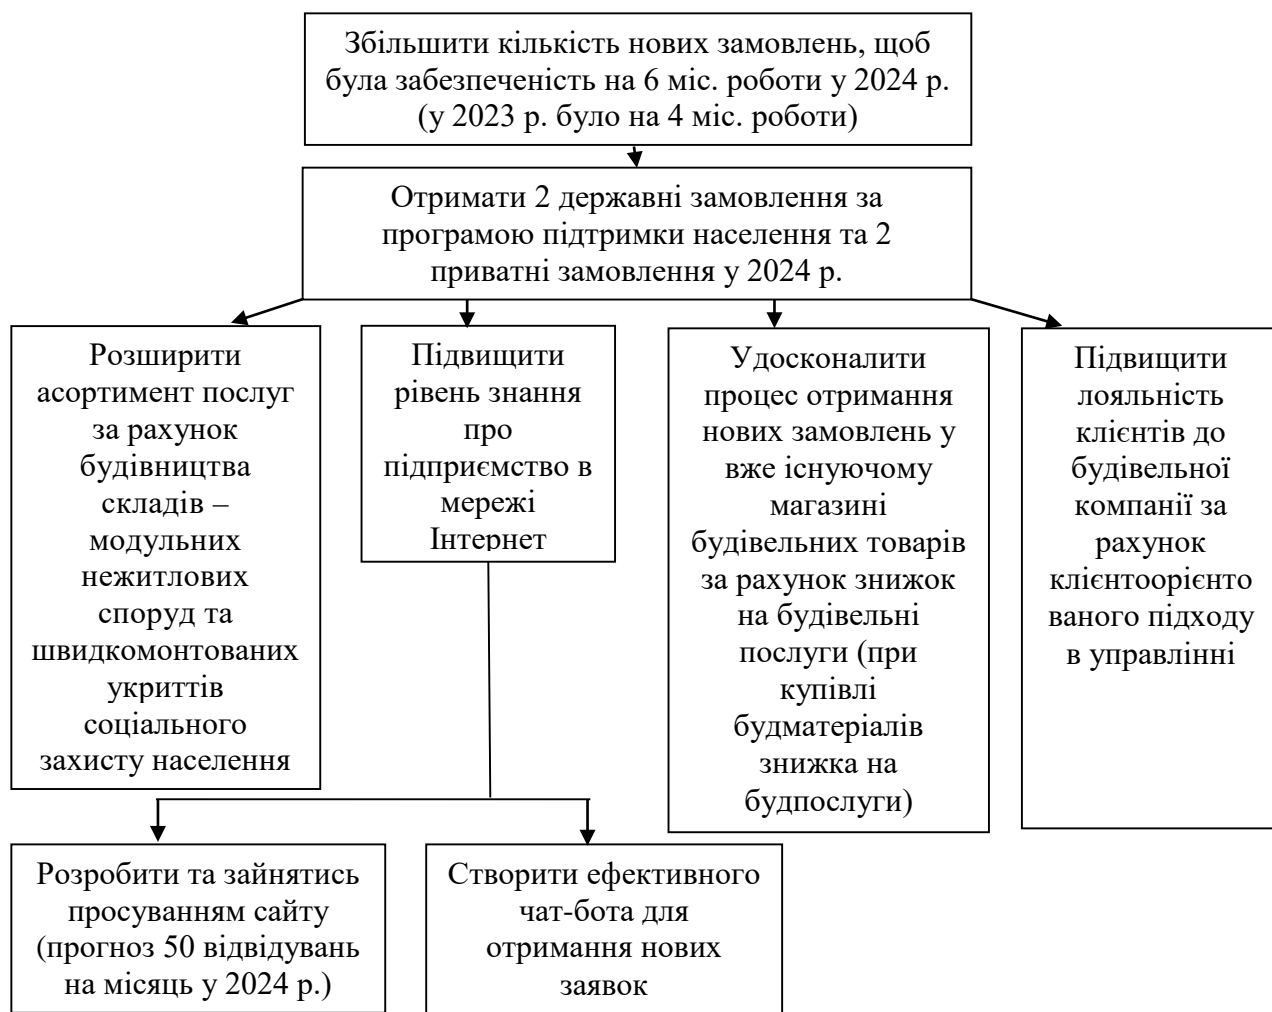 Збільшити кількість нових замовлень, щоб
була забезпеченість на 6 міс. роботи у 2024 р.
(у 2023 р. було на 4 міс. роботи)
Отримати 2 державні замовлення за
програмою підтримки населення та 2
приватні замовлення у 2024 р.
Розширити
асортимент послуг
за рахунок
будівництва
складів –
модульних
нежитлових
споруд та
швидкомонтованих
укриттів
соціального
захисту населення
Підвищити
рівень знання
про
підприємство в
мережі
Інтернет
Удосконалити
процес отримання
нових замовлень у
вже існуючому
магазині
будівельних товарів
за рахунок знижок
на будівельні
послуги (при
купівлі
будматеріалів
знижка на
будпослуги)
Підвищити
лояльність
клієнтів до
будівельної
компанії за
рахунок
клієнтоорієнто
ваного підходу
в управлінні
Розробити та зайнятись
просуванням сайту
(прогноз 50 відвідувань
на місяць у 2024 р.)
Створити ефективного
чат-бота для
отримання нових
заявок